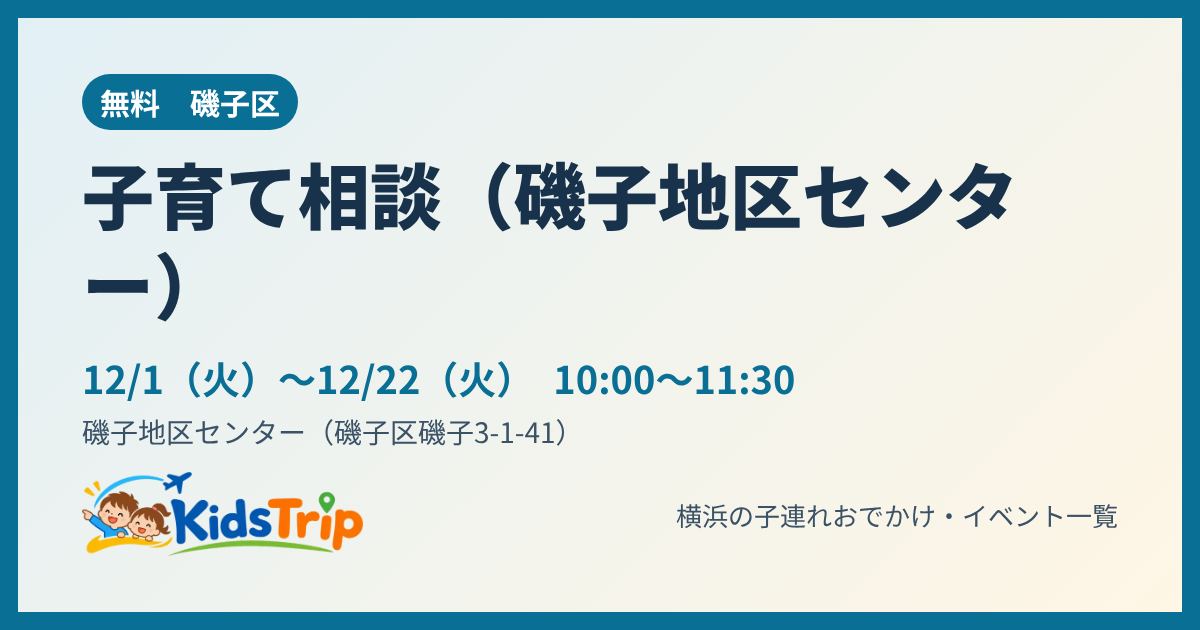 無料　磯子区
子育て相談（磯子地区センタ
ー）
12/1（火）〜12/22（火）　10:00〜11:30
磯子地区センター（磯子区磯子3-1-41）
KidsTrip
横浜の子連れおでかけ・イベント一覧